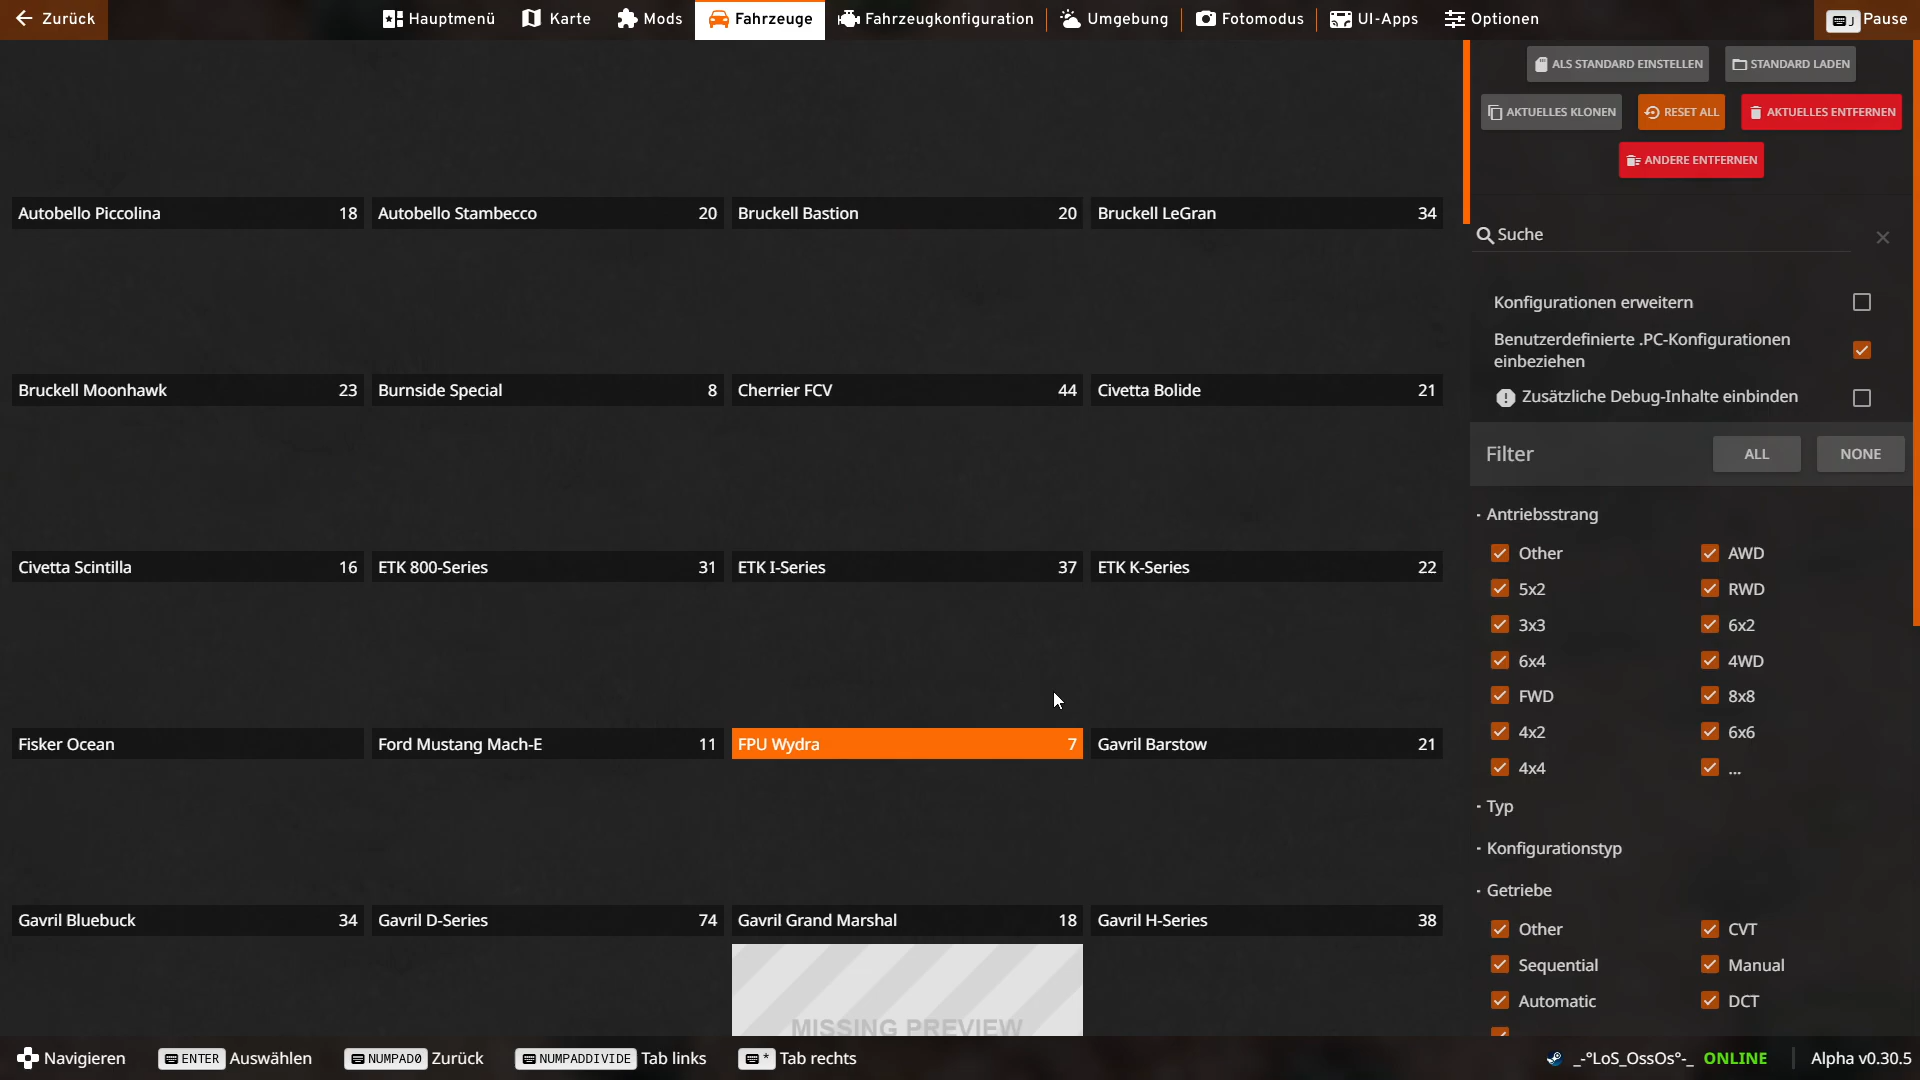 Zurück
Hauptmenü
Karte
Mods
Fahrzeuge
Fahrzeugkonfiguration
Umgebung
Fotomodus
UI-Apps
Optionen
J Pause
ALS STANDARD EINSTELLEN
STANDARD LADEN
AKTUELLES KLONEN
RESET ALL
AKTUELLES ENTFERNEN
ANDERE ENTFERNEN
Autobello Piccolina 18
Autobello Stambecco 20
Bruckell Bastion 20
Bruckell LeGran 34
Bruckell Moonhawk 23
Burnside Special 8
Cherrier FCV 44
Civetta Bolide 21
Civetta Scintilla 16
ETK 800-Series 31
ETK I-Series 37
ETK K-Series 22
Fisker Ocean
Ford Mustang Mach-E 11
FPU Wydra 7
Gavril Barstow 21
Gavril Bluebuck 34
Gavril D-Series 74
Gavril Grand Marshal 18
Gavril H-Series 38
MISSING PREVIEW
Suche
Konfigurationen erweitern
Benutzerdefinierte .PC-Konfigurationen
einbeziehen
Zusätzliche Debug-Inhalte einbinden
Filter
ALL
NONE
- Antriebsstrang
Other
AWD
5x2
RWD
3x3
6x2
6x4
4WD
FWD
8x8
4x2
6x6
4x4
...
- Typ
- Konfigurationstyp
- Getriebe
Other
CVT
Sequential
Manual
Automatic
DCT
Navigieren
ENTER Auswählen
NUMPAD0 Zurück
NUMPADDIVIDE Tab links
* Tab rechts
_-°LoS_OssOs°-_ ONLINE
Alpha v0.30.5